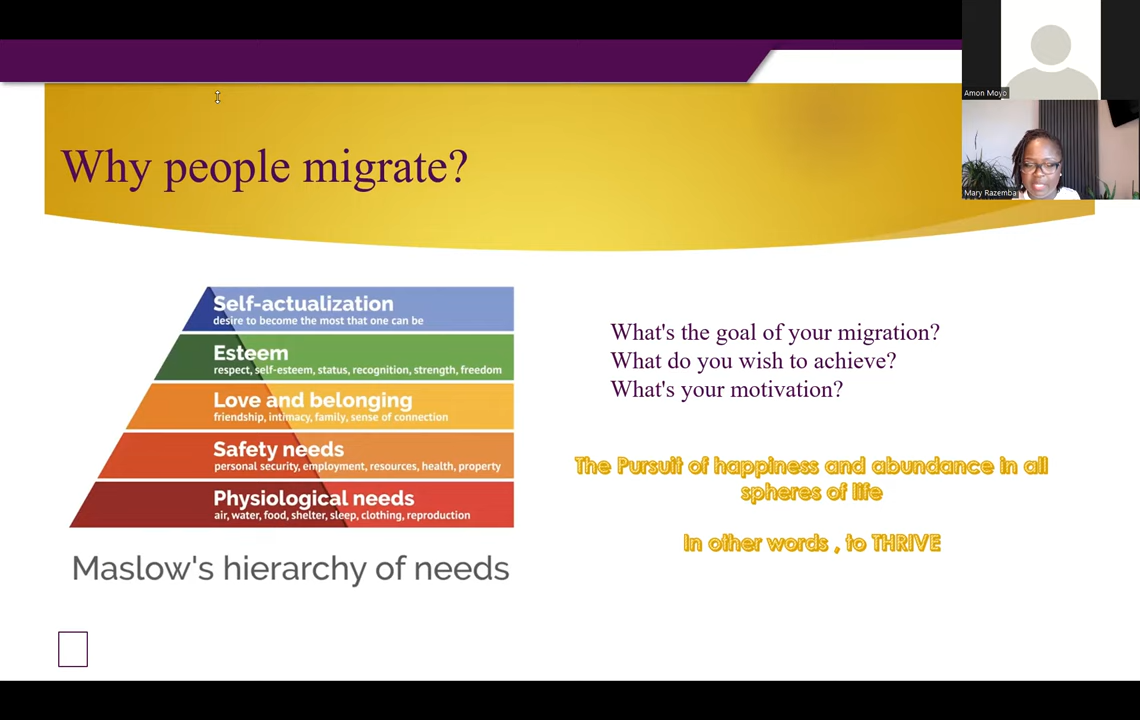 Amon Moyo
Mary Razemba
Why people migrate?
Self-actualization
desire to become the most that one can be
Esteem
respect, self-esteem, status, recognition, strength, freedom
Love and belonging
friendship, intimacy, family, sense of connection
Safety needs
personal security, employment, resources, health, property
Physiological needs
air, water, food, shelter, sleep, clothing, reproduction
Maslow's hierarchy of needs
What's the goal of your migration?
What do you wish to achieve?
What's your motivation?
The Pursuit of happiness and abundance in all
spheres of life
In other words , to THRIVE